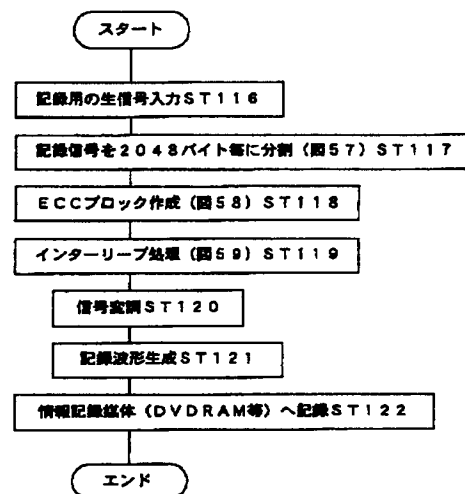 スタート
記録用の生信号入力ST116
記録信号を2048バイト毎に分割(図57)ST117
ECCブロック作成(図58)ST118
インターリーブ処理(図59)ST119
信号変調ST120
記録波形生成ST121
情報記録媒体(DVDRAM等)へ記録ST122
エンド